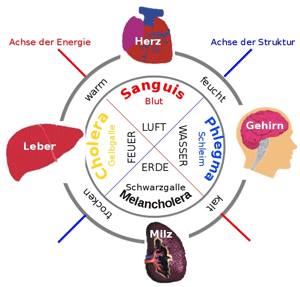 Herz
Achse der Energie
Achse der Struktur
warm
feucht
Sanguis
Blut
Leber
Cholera
Gelbgalle
FEUER
LUFT
WASSER
Schleim
Phlegma
Gehirn
ERDE
Schwarzgalle
Melancholera
trocken
kalt
Milz